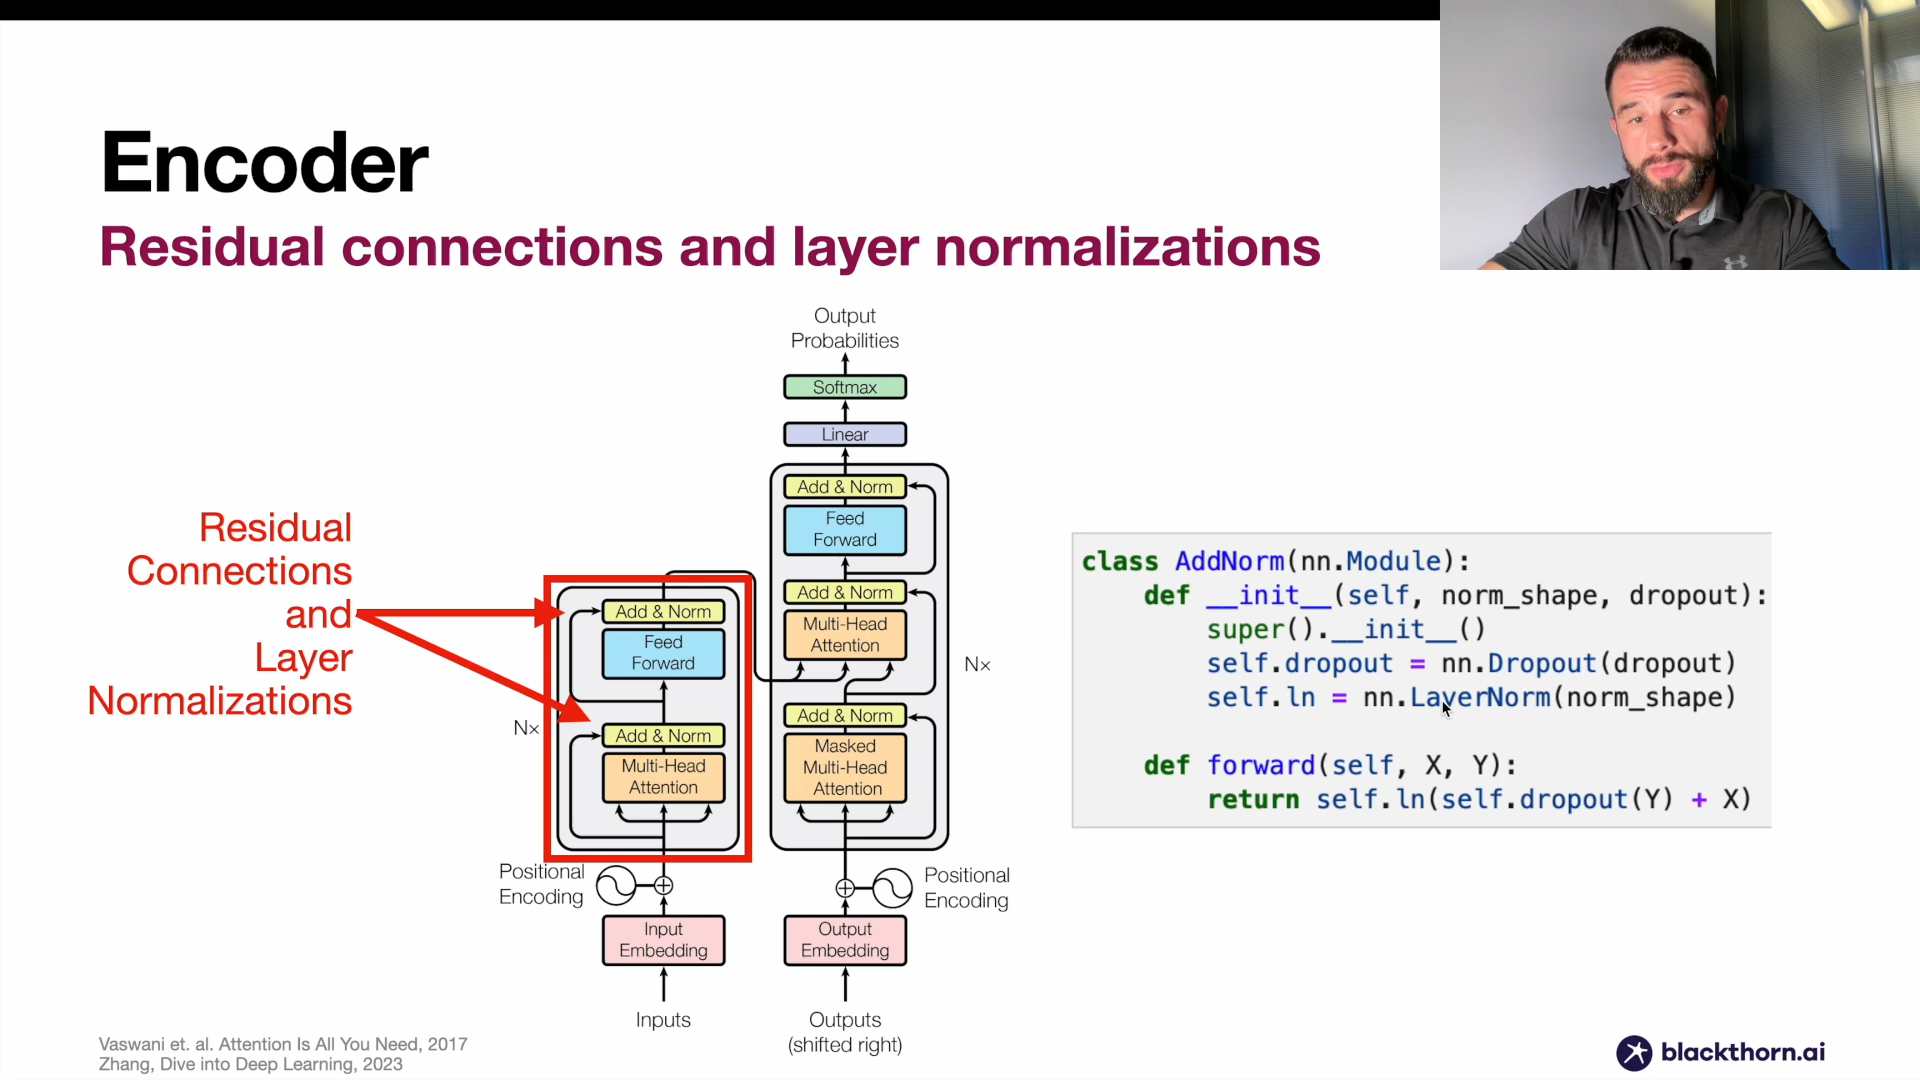 Encoder
Residual connections and layer normalizations
Residual
Connections
and
Layer
Normalizations
Output
Probabilities
Softmax
Linear
Add & Norm
Feed
Forward
Add & Norm
Multi-Head
Attention
Nx
Add & Norm
Masked
Multi-Head
Attention
Add & Norm
Feed
Forward
Nx
Add & Norm
Multi-Head
Attention
Positional
Encoding
Input
Embedding
Inputs
Positional
Encoding
Output
Embedding
Outputs
(shifted right)
class AddNorm(nn.Module):
def __init__(self, norm_shape, dropout):
super().__init__()
self.dropout = nn.Dropout(dropout)
self.ln = nn.LayerNorm(norm_shape)
def forward(self, X, Y):
return self.ln(self.dropout(Y) + X)
Vaswani et. al. Attention Is All You Need, 2017
Zhang, Dive into Deep Learning, 2023
blackthorn.ai